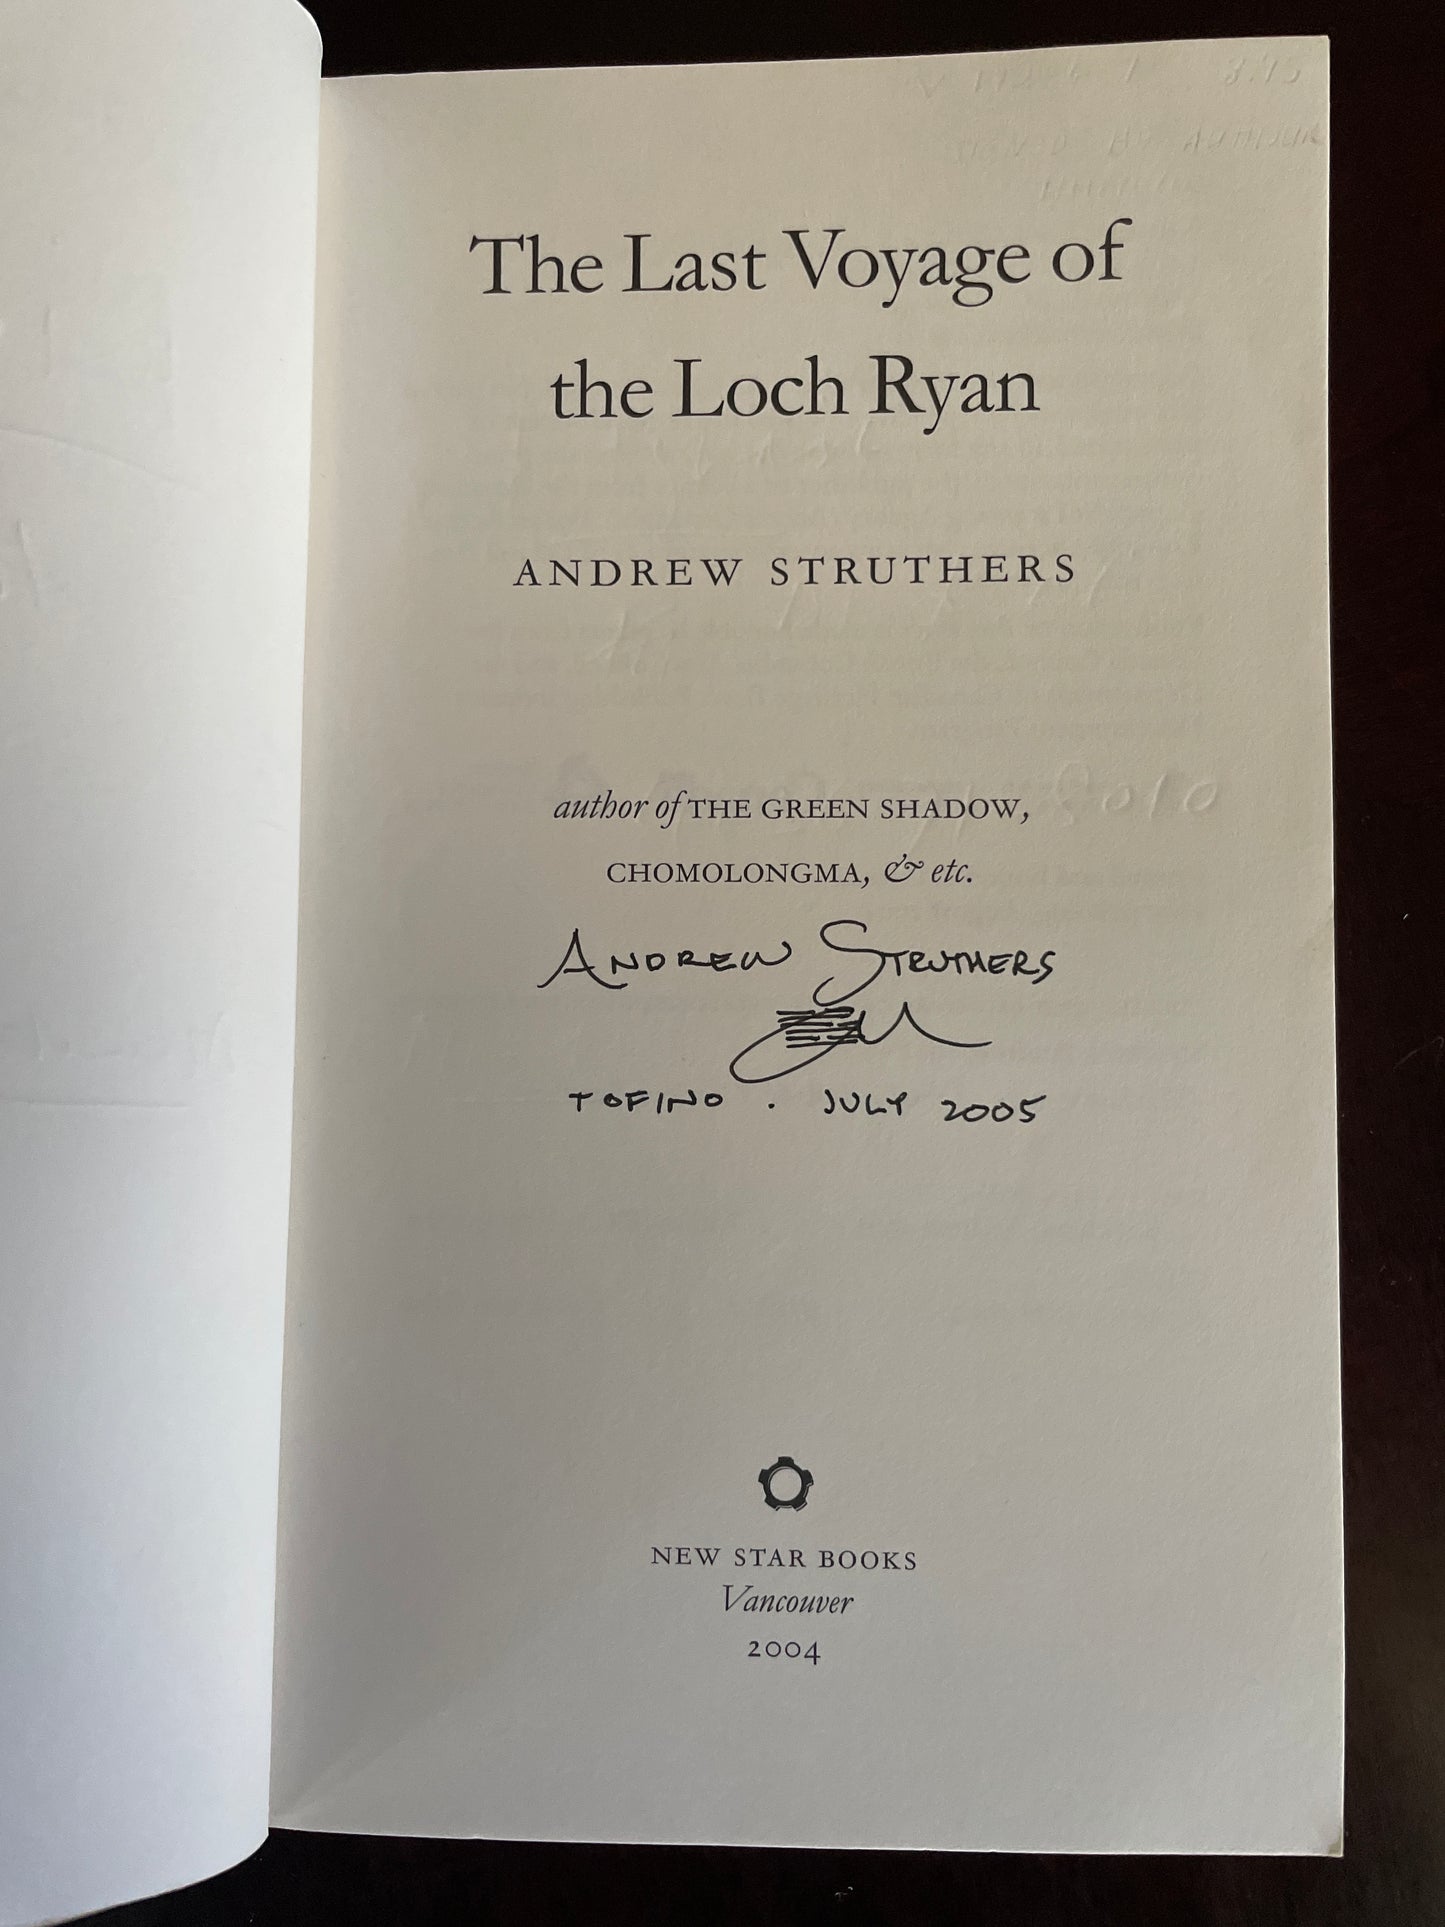 The Last Voyage of
the Loch Ryan
ANDREW STRUTHERS
author of THE GREEN SHADOW,
CHOMOLONGMA, & etc.
ANDREW STRUTHERS
TOFINO . JULY 2005
NEW STAR BOOKS
Vancouver
2004